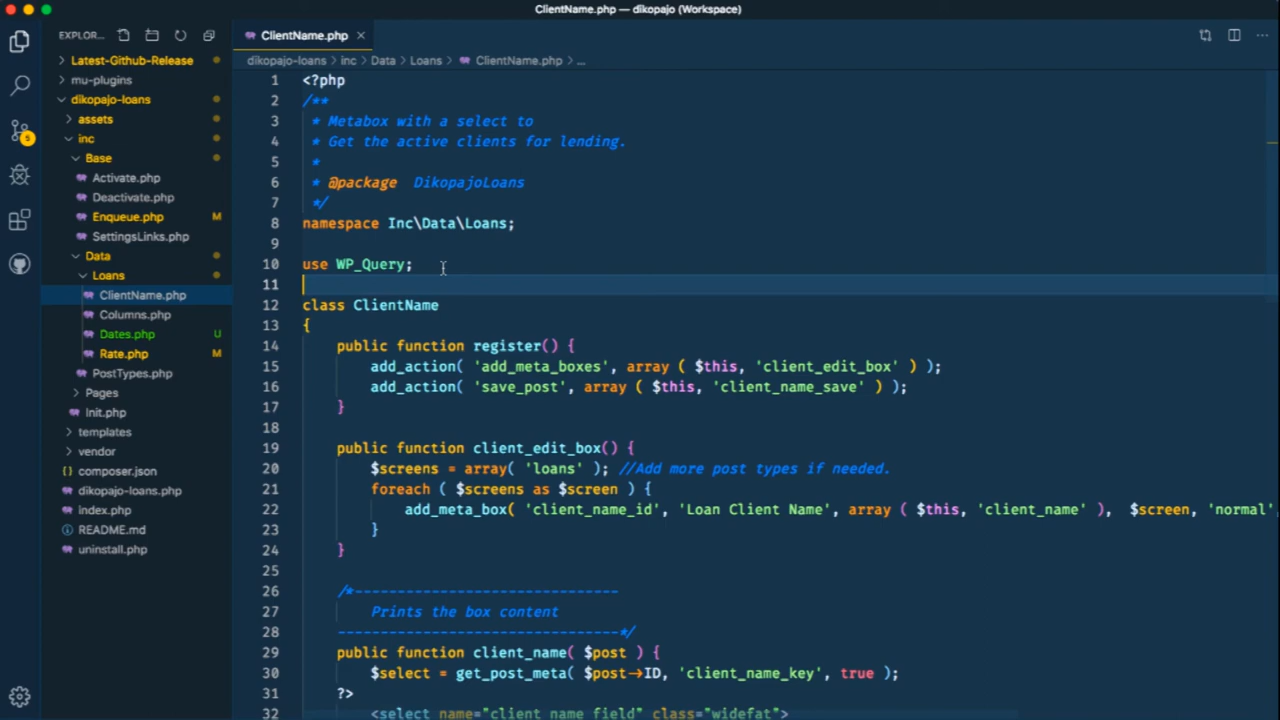 ClientName.php — dikopajo (Workspace)
EXPLOR...
Latest-Github-Release
mu-plugins
dikopajo-loans
assets
inc
Base
Activate.php
Deactivate.php
Enqueue.php M
SettingsLinks.php
Data
Loans
ClientName.php
Columns.php
Dates.php U
Rate.php M
PostTypes.php
Pages
Init.php
templates
vendor
{} composer.json
dikopajo-loans.php
index.php
README.md
uninstall.php
5
ClientName.php ×
dikopajo-loans > inc > Data > Loans > ClientName.php > ...
1 <?php
2 /**
3 * Metabox with a select to
4 * Get the active clients for lending.
5 *
6 * @package DikopajoLoans
7 */
8 namespace Inc\Data\Loans;
9
10 use WP_Query;
11
12 class ClientName
13 {
14 public function register() {
15 add_action( 'add_meta_boxes', array ( $this, 'client_edit_box' ) );
16 add_action( 'save_post', array ( $this, 'client_name_save' ) );
17 }
18
19 public function client_edit_box() {
20 $screens = array( 'loans' ); //Add more post types if needed.
21 foreach ( $screens as $screen ) {
22 add_meta_box( 'client_name_id', 'Loan Client Name', array ( $this, 'client_name' ), $screen, 'normal'
23 }
24 }
25
26 /*-------------------------------
27 Prints the box content
28 ---------------------------------*/
29 public function client_name( $post ) {
30 $select = get_post_meta( $post->ID, 'client_name_key', true );
31 ?>
32 <select name="client_name_field" class="widefat">